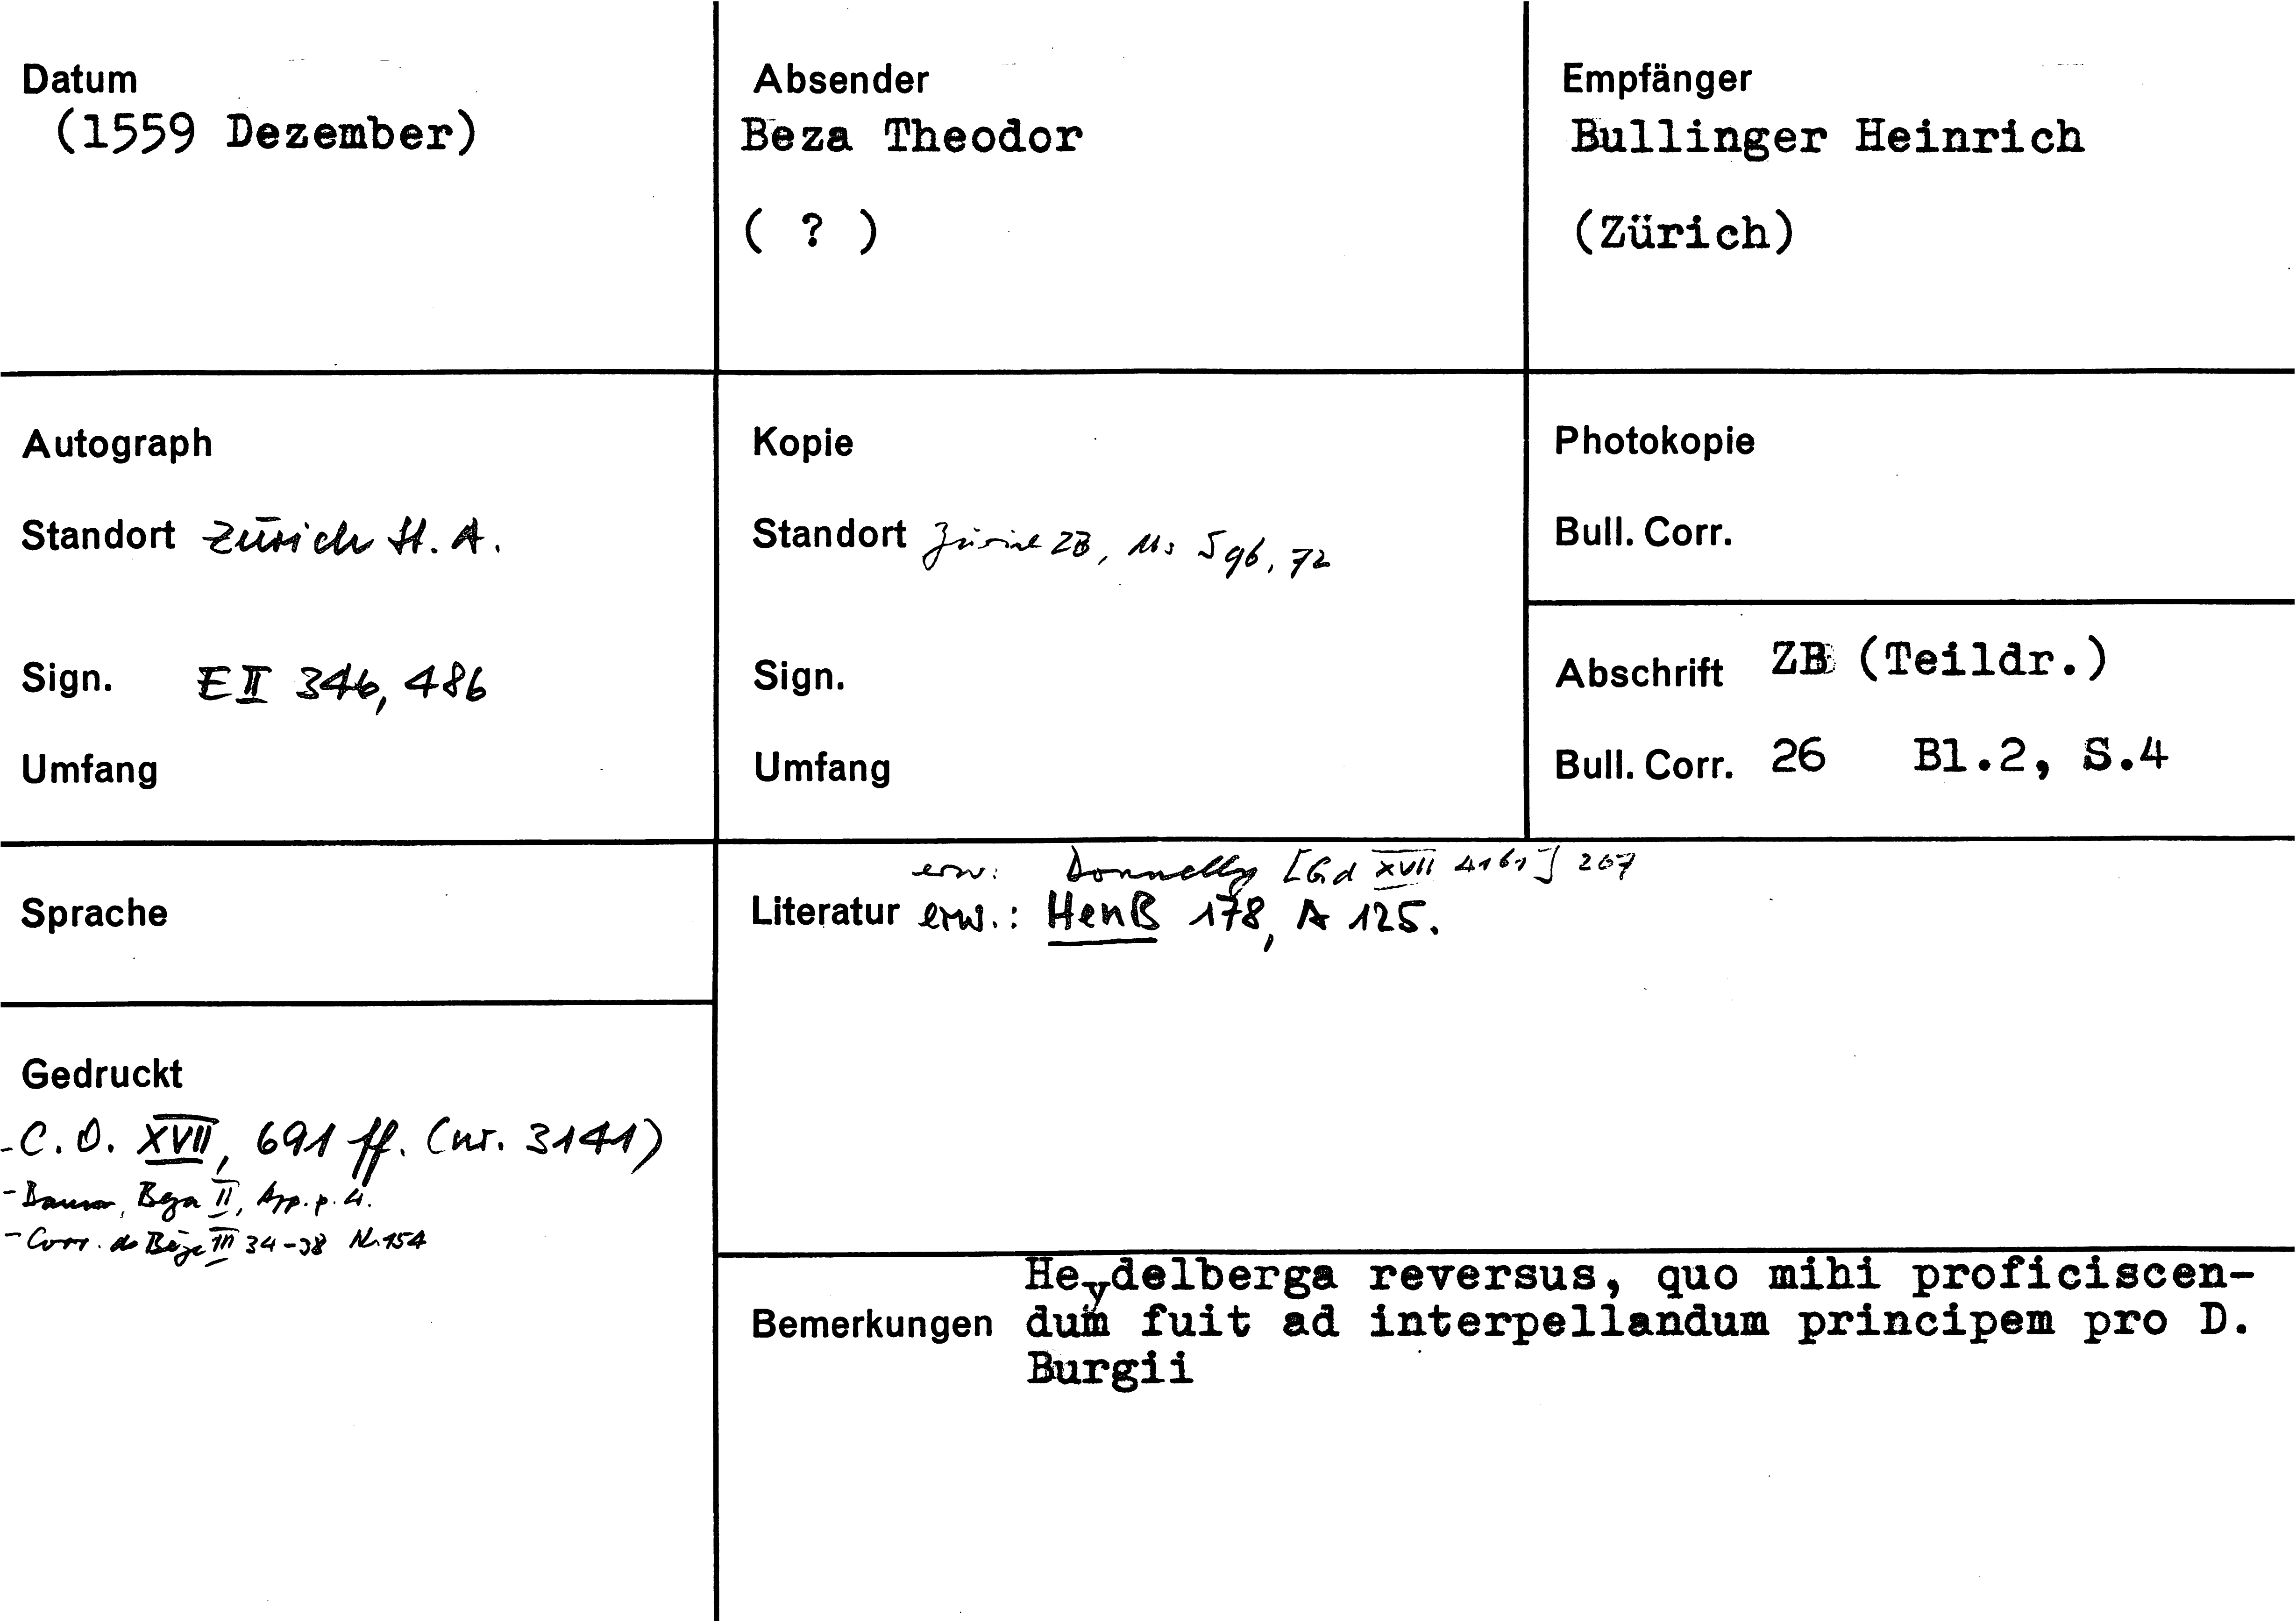 Datum
(1559 Dezember)
Absender
Beza Theodor
( ? )
Empfänger
Bullinger Heinrich
(Zürich)
Autograph
Standort Zürich St. A.
Sign. E II 346, 486
Umfang
Kopie
Standort Zürich ZB, Ms S 96, 72
Sign.
Umfang
Photokopie
Bull. Corr.
Abschrift ZB (Teildr.)
Bull. Corr. 26 Bl.2, S.4
Sprache
erw: Donnelly [Gd XVII 4161] 207
Literatur erw.: HenB 178, A 125.
Gedruckt
- C. O. XVII, 691 ff. (nr. 3141)
- Baum, Beza II, App. p. 4.
- Corr. de Bèze III 34-38 Nr. 154
Heydelberga reversus, quo mihi proficiscen-
Bemerkungen dum fuit ad interpellandum principem pro D.
Burgii